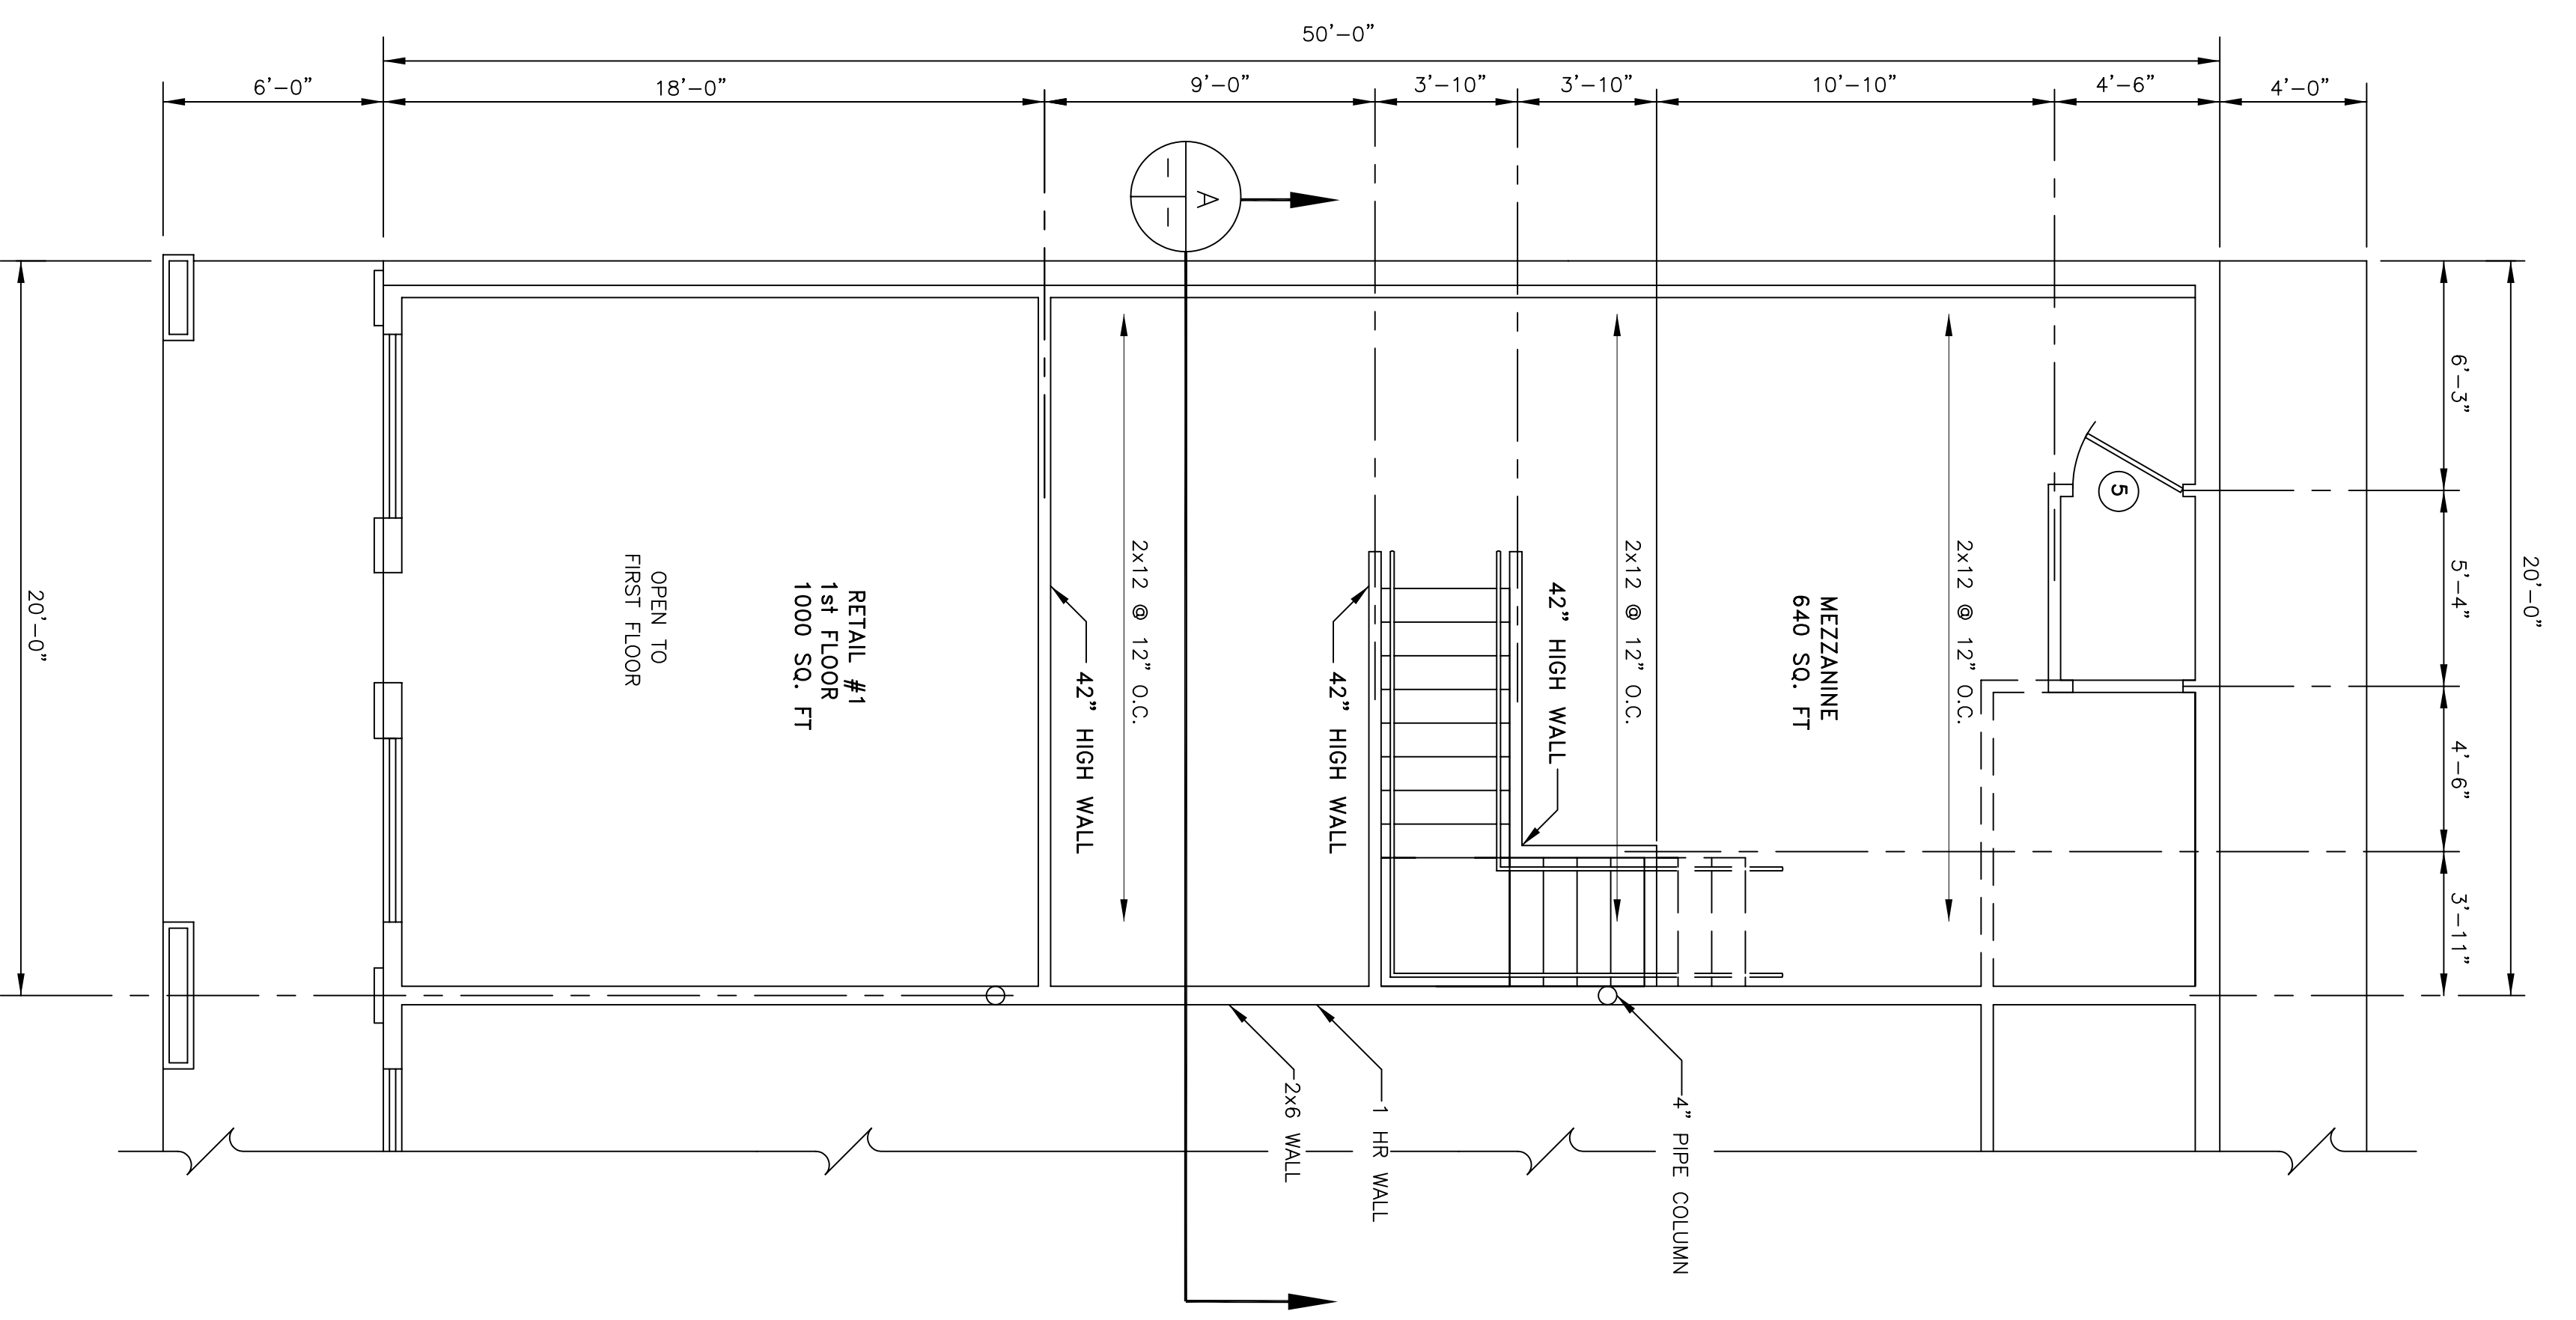 50'-0"
6'-0"
18'-0"
9'-0"
3'-10"
3'-10"
10'-10"
4'-6"
4'-0"
A
- -
20'-0"
6'-3"
5'-4"
4'-6"
3'-11"
20'-0"
5
2x12 @ 12" O.C.
2x12 @ 12" O.C.
2x12 @ 12" O.C.
MEZZANINE
640 SQ. FT
42" HIGH WALL
42" HIGH WALL
42" HIGH WALL
RETAIL #1
1st FLOOR
1000 SQ. FT
OPEN TO
FIRST FLOOR
4" PIPE COLUMN
1 HR WALL
2x6 WALL